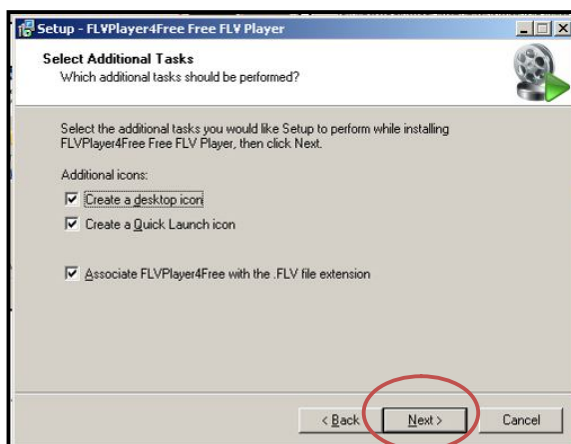 Setup - FLVPlayer4Free Free FLV Player
Select Additional Tasks
Which additional tasks should be performed?
Select the additional tasks you would like Setup to perform while installing
FLVPlayer4Free Free FLV Player, then click Next.
Additional icons:
Create a desktop icon
Create a Quick Launch icon
Associate FLVPlayer4Free with the .FLV file extension
< Back Next > Cancel